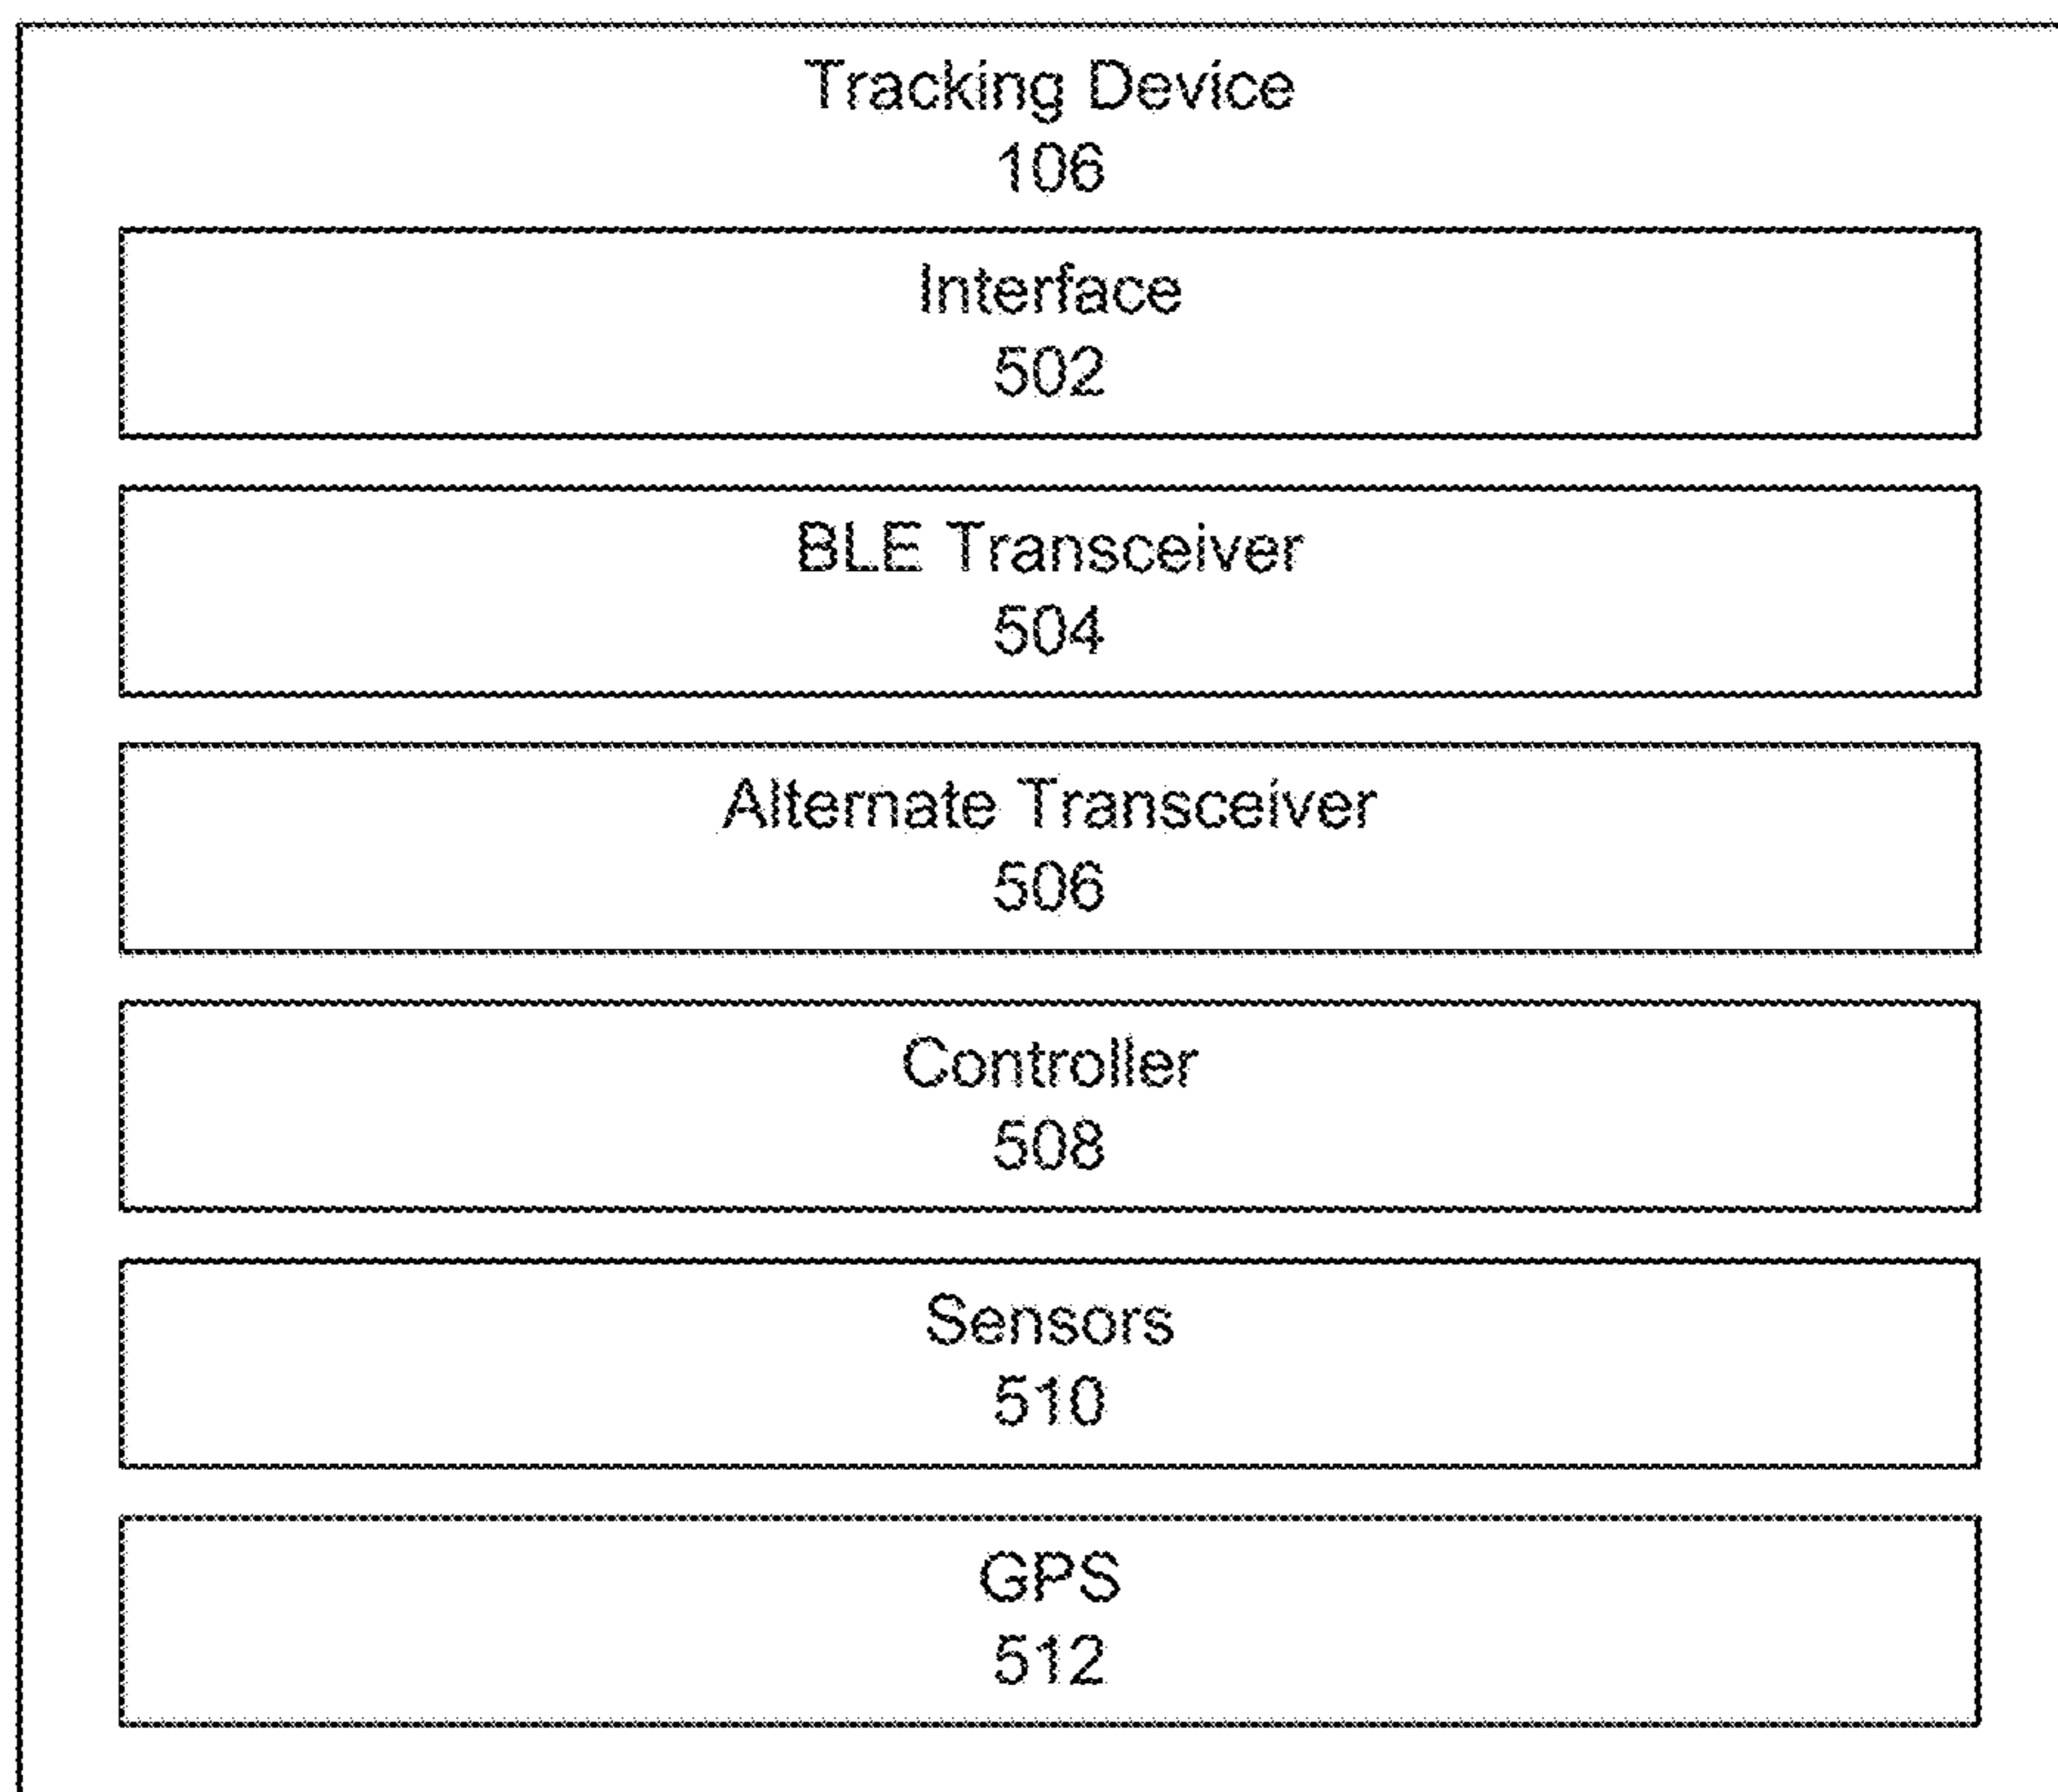 Tracking Device
106
Interface
502
BLE Transceiver
504
Alternate Transceiver
506
Controller
508
Sensors
510
GPS
512